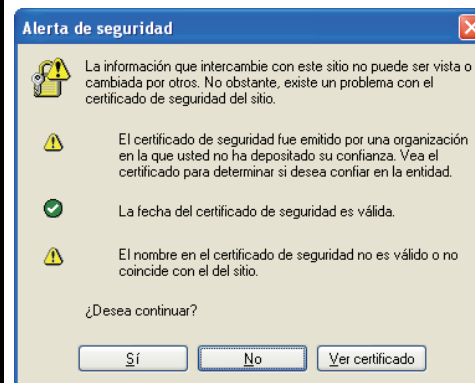 Alerta de seguridad
La información que intercambie con este sitio no puede ser vista o
cambiada por otros. No obstante, existe un problema con el
certificado de seguridad del sitio.
El certificado de seguridad fue emitido por una organización
en la que usted no ha depositado su confianza. Vea el
certificado para determinar si desea confiar en la entidad.
La fecha del certificado de seguridad es válida.
El nombre en el certificado de seguridad no es válido o no
coincide con el del sitio.
¿Desea continuar?
Sí No Ver certificado